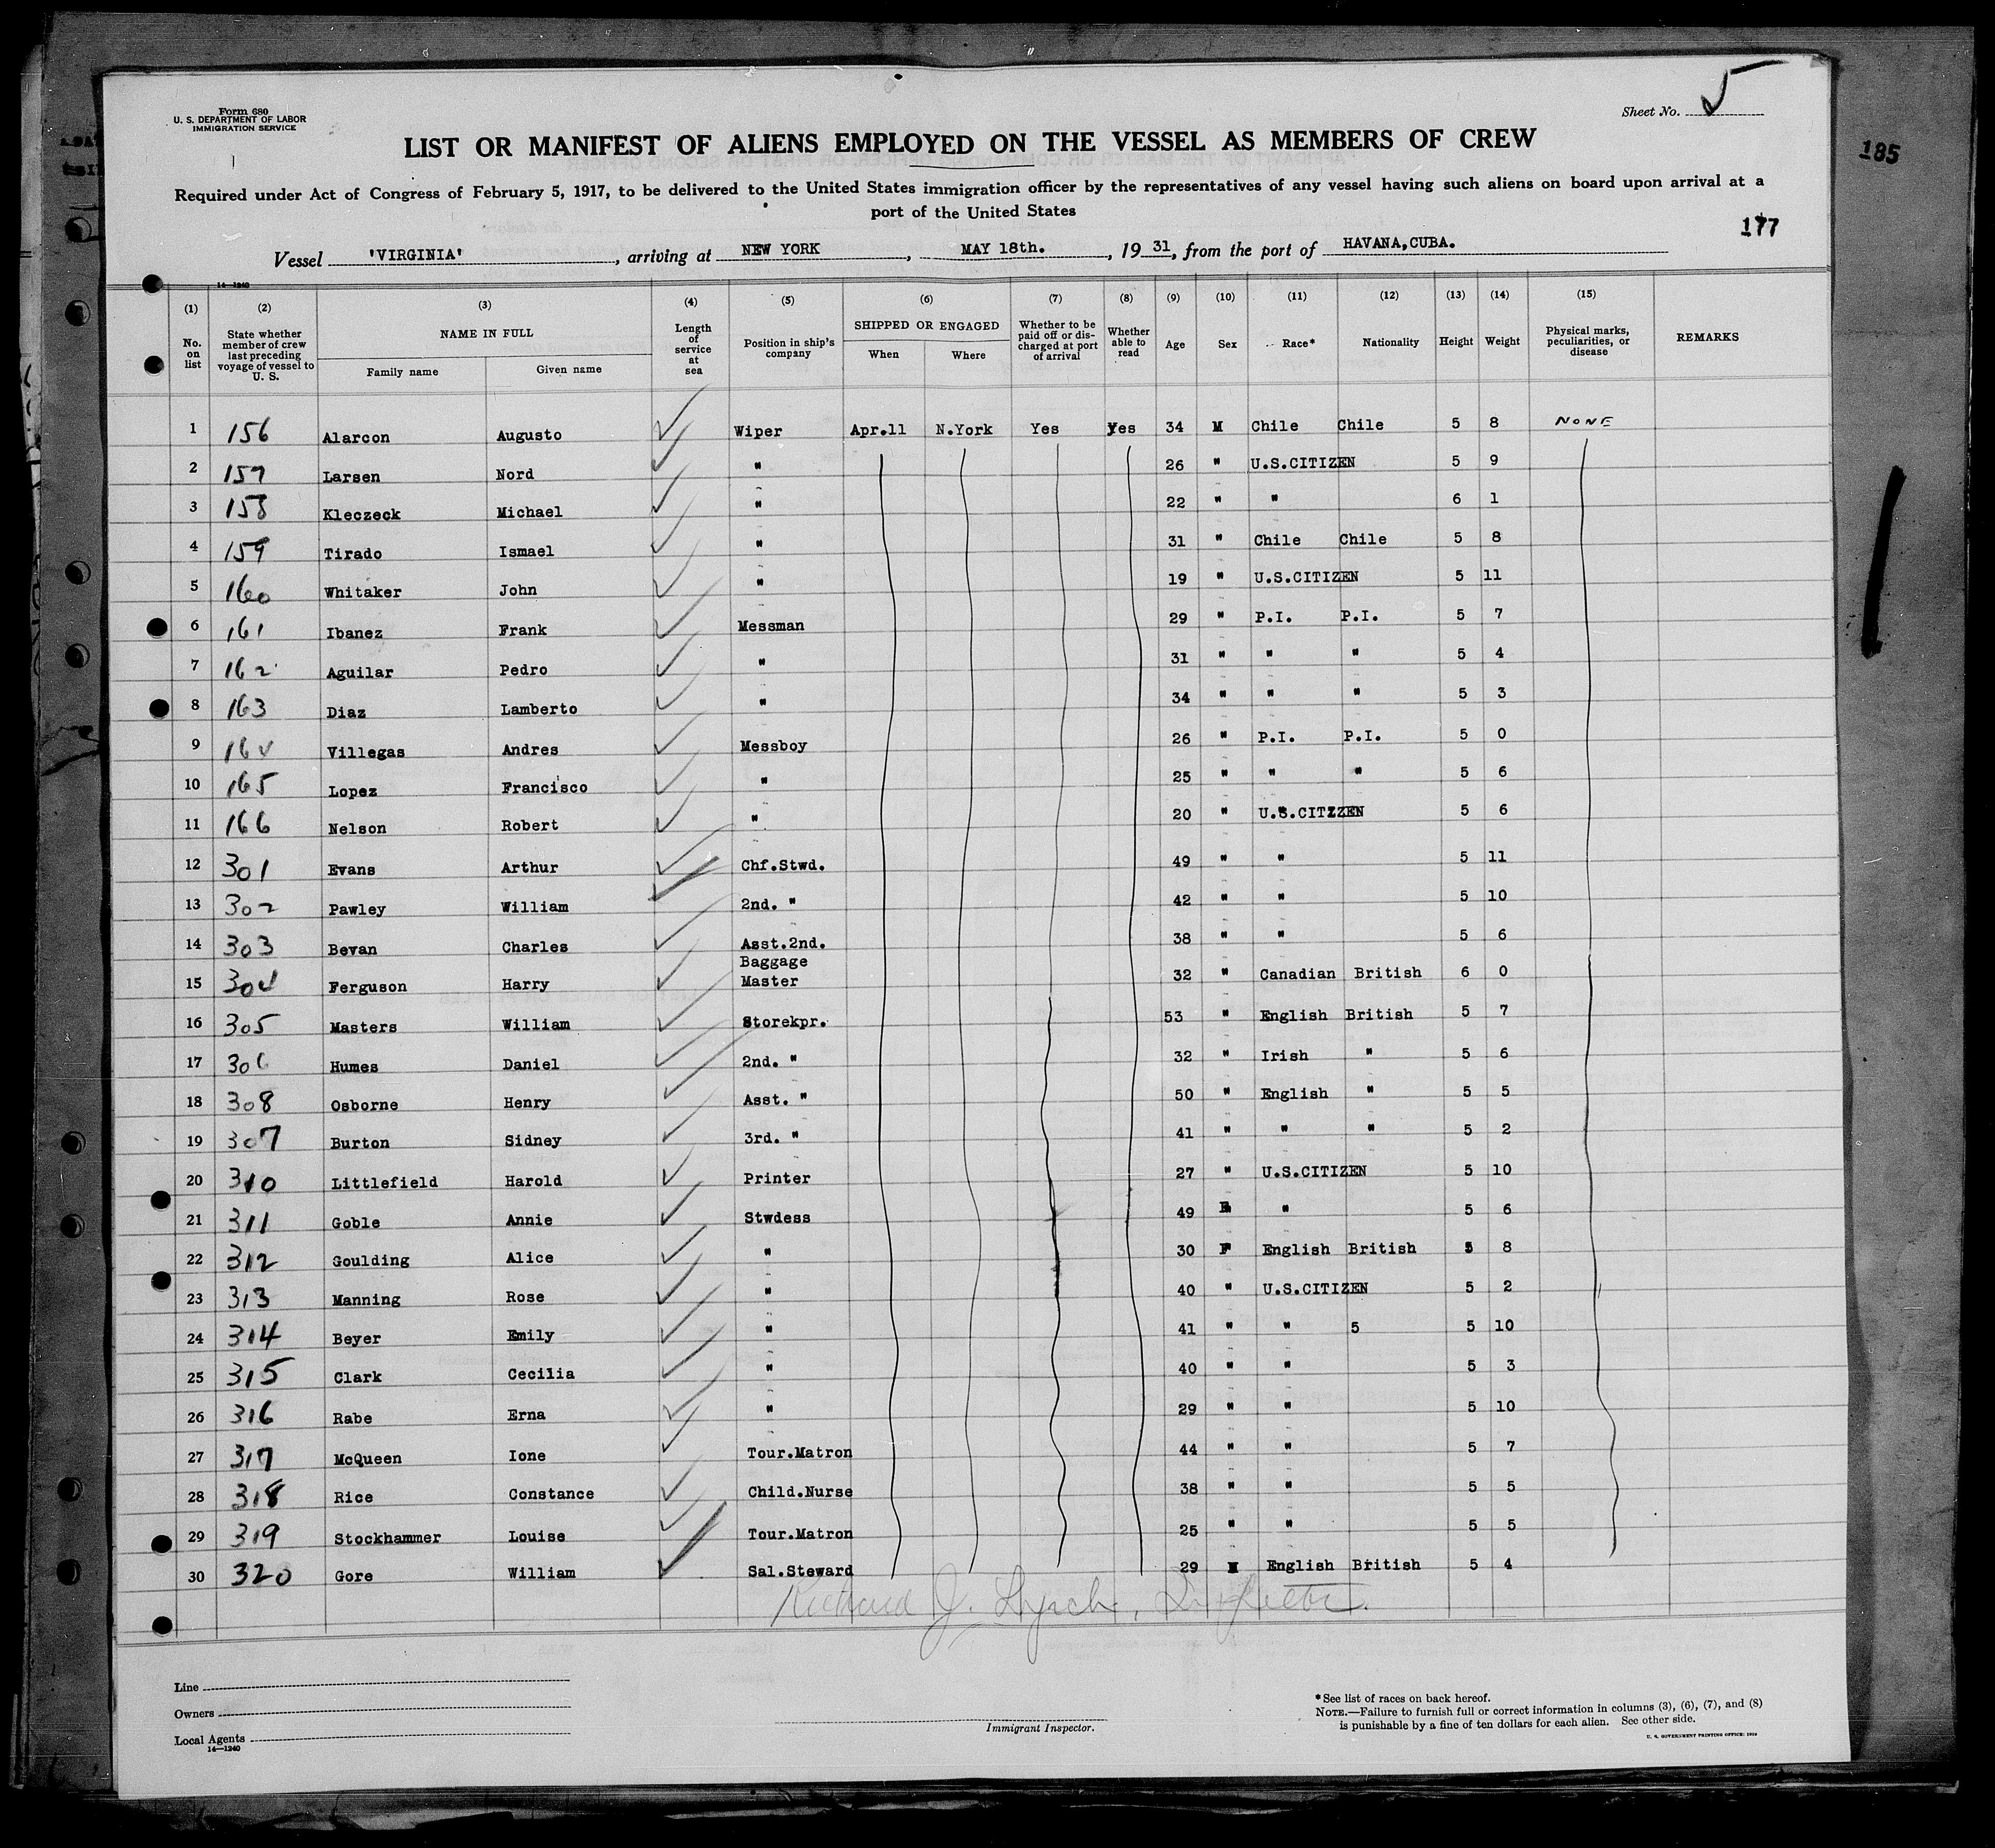 Form 680
U. S. DEPARTMENT OF LABOR
IMMIGRATION SERVICE
Sheet No. 5
LIST OR MANIFEST OF ALIENS EMPLOYED ON THE VESSEL AS MEMBERS OF CREW
185
Required under Act of Congress of February 5, 1917, to be delivered to the United States immigration officer by the representatives of any vessel having such aliens on board upon arrival at a
port of the United States
177
Vessel 'VIRGINIA', arriving at NEW YORK, MAY 18th., 19 31, from the port of HAVANA,CUBA.
14—1240
(1) (2) (3) (4) (5) (6) (7) (8) (9) (10) (11) (12) (13) (14) (15)
No. on list State whether member of crew last preceding voyage of vessel to U. S. NAME IN FULL Family name Given name Length of service at sea Position in ship's company SHIPPED OR ENGAGED When Where Whether to be paid off or discharged at port of arrival Whether able to read Age Sex Race* Nationality Height Weight Physical marks, peculiarities, or disease REMARKS
1 156 Alarcon Augusto Wiper Apr.11 N.York Yes Yes 34 M Chile Chile 5 8 NONE
2 157 Larsen Nord " 26 " U.S.CITIZEN 5 9
3 158 Kleczeck Michael " 22 " " 6 1
4 159 Tirado Ismael " 31 " Chile Chile 5 8
5 160 Whitaker John " 19 " U.S.CITIZEN 5 11
6 161 Ibanez Frank Messman 29 " P.I. P.I. 5 7
7 162 Aguilar Pedro " 31 " " " 5 4
8 163 Diaz Lamberto " 34 " " " 5 3
9 164 Villegas Andres Messboy 26 " P.I. P.I. 5 0
10 165 Lopez Francisco " 25 " " " 5 6
11 166 Nelson Robert " 20 " U.S.CITIZEN 5 6
12 301 Evans Arthur Chf.Stwd. 49 " " 5 11
13 302 Pawley William 2nd. " 42 " " 5 10
14 303 Bevan Charles Asst.2nd. 38 " " 5 6
15 304 Ferguson Harry Baggage Master 32 " Canadian British 6 0
16 305 Masters William Storekpr. 53 " English British 5 7
17 306 Humes Daniel 2nd. " 32 " Irish " 5 6
18 308 Osborne Henry Asst. " 50 " English " 5 5
19 307 Burton Sidney 3rd. " 41 " " " 5 2
20 310 Littlefield Harold Printer 27 " U.S.CITIZEN 5 10
21 311 Goble Annie Stwdess 49 F " 5 6
22 312 Goulding Alice " 30 F English British 5 8
23 313 Manning Rose " 40 " U.S.CITIZEN 5 2
24 314 Beyer Emily " 41 " " 5 5 10
25 315 Clark Cecilia " 40 " " 5 3
26 316 Rabe Erna " 29 " " 5 10
27 317 McQueen Ione Tour.Matron 44 " " 5 7
28 318 Rice Constance Child.Nurse 38 " " 5 5
29 319 Stockhammer Louise Tour.Matron 25 " " 5 5
30 320 Gore William Sal.Steward 29 M English British 5 4
Richard J. Lynch, Inspector.
Line
Owners
Local Agents
14—1240
Immigrant Inspector.
*See list of races on back hereof.
NOTE.—Failure to furnish full or correct information in columns (3), (6), (7), and (8)
is punishable by a fine of ten dollars for each alien. See other side.
U. S. GOVERNMENT PRINTING OFFICE: